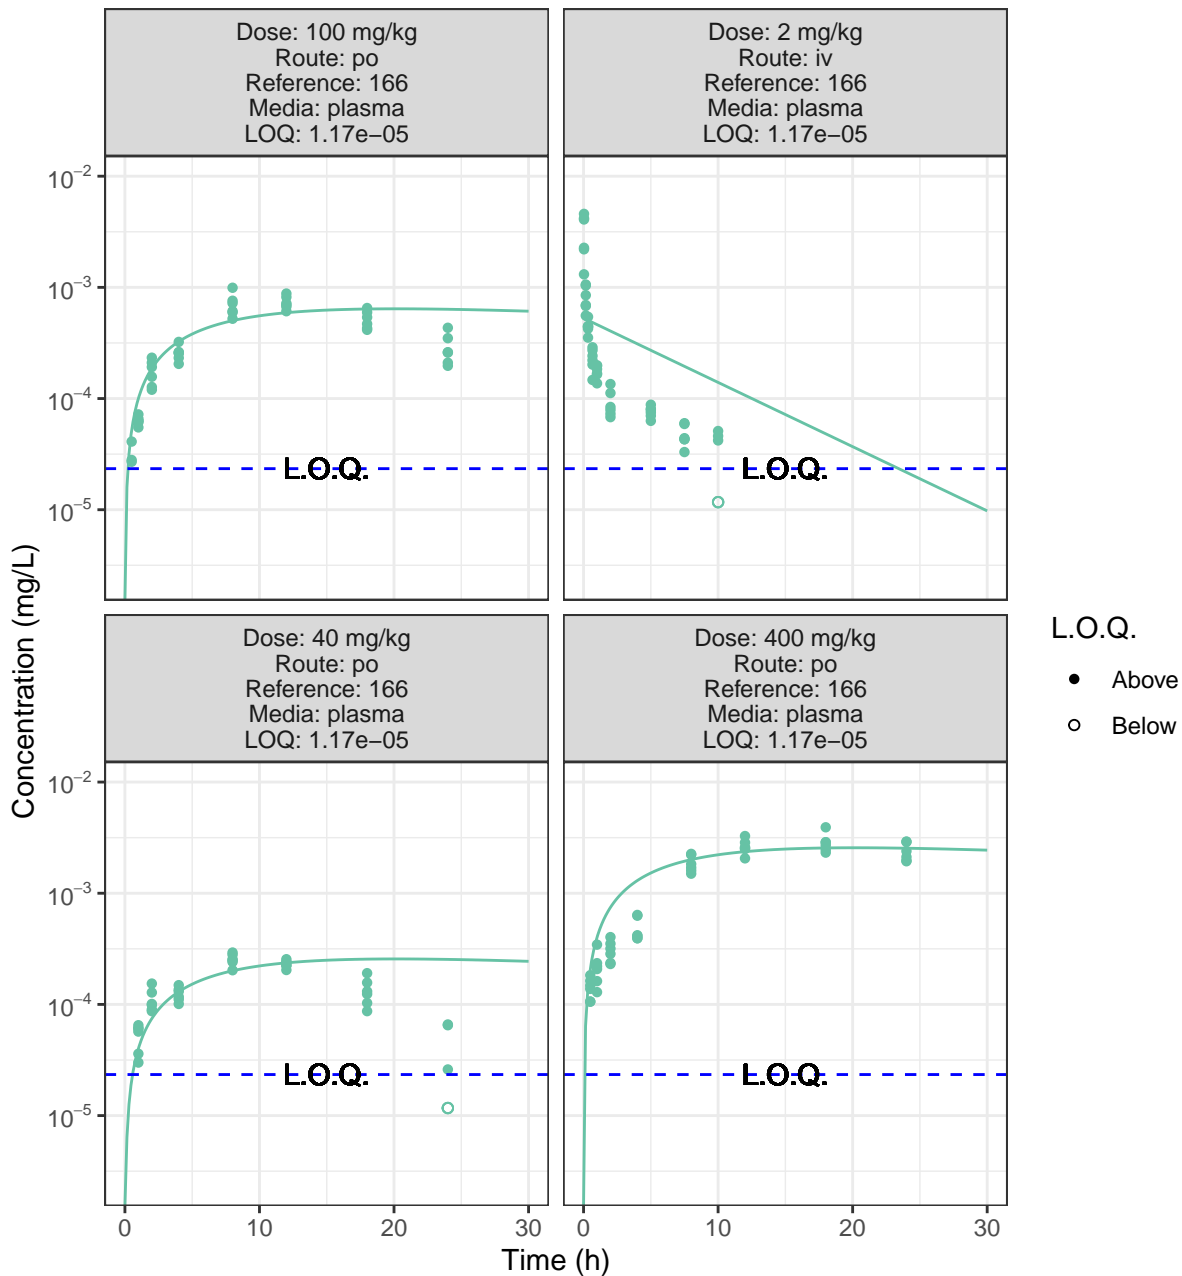 Dose: 100 mg/kg
Route: po
Reference: 166
Media: plasma
LOQ: 1.17e−05
Dose: 2 mg/kg
Route: iv
Reference: 166
Media: plasma
LOQ: 1.17e−05
10⁻²
10⁻³
10⁻⁴
10⁻⁵
L.O.Q.
L.O.Q.
Dose: 40 mg/kg
Route: po
Reference: 166
Media: plasma
LOQ: 1.17e−05
Dose: 400 mg/kg
Route: po
Reference: 166
Media: plasma
LOQ: 1.17e−05
10⁻²
10⁻³
10⁻⁴
10⁻⁵
L.O.Q.
L.O.Q.
0 10 20 30
0 10 20 30
Time (h)
Concentration (mg/L)
L.O.Q.
Above
Below